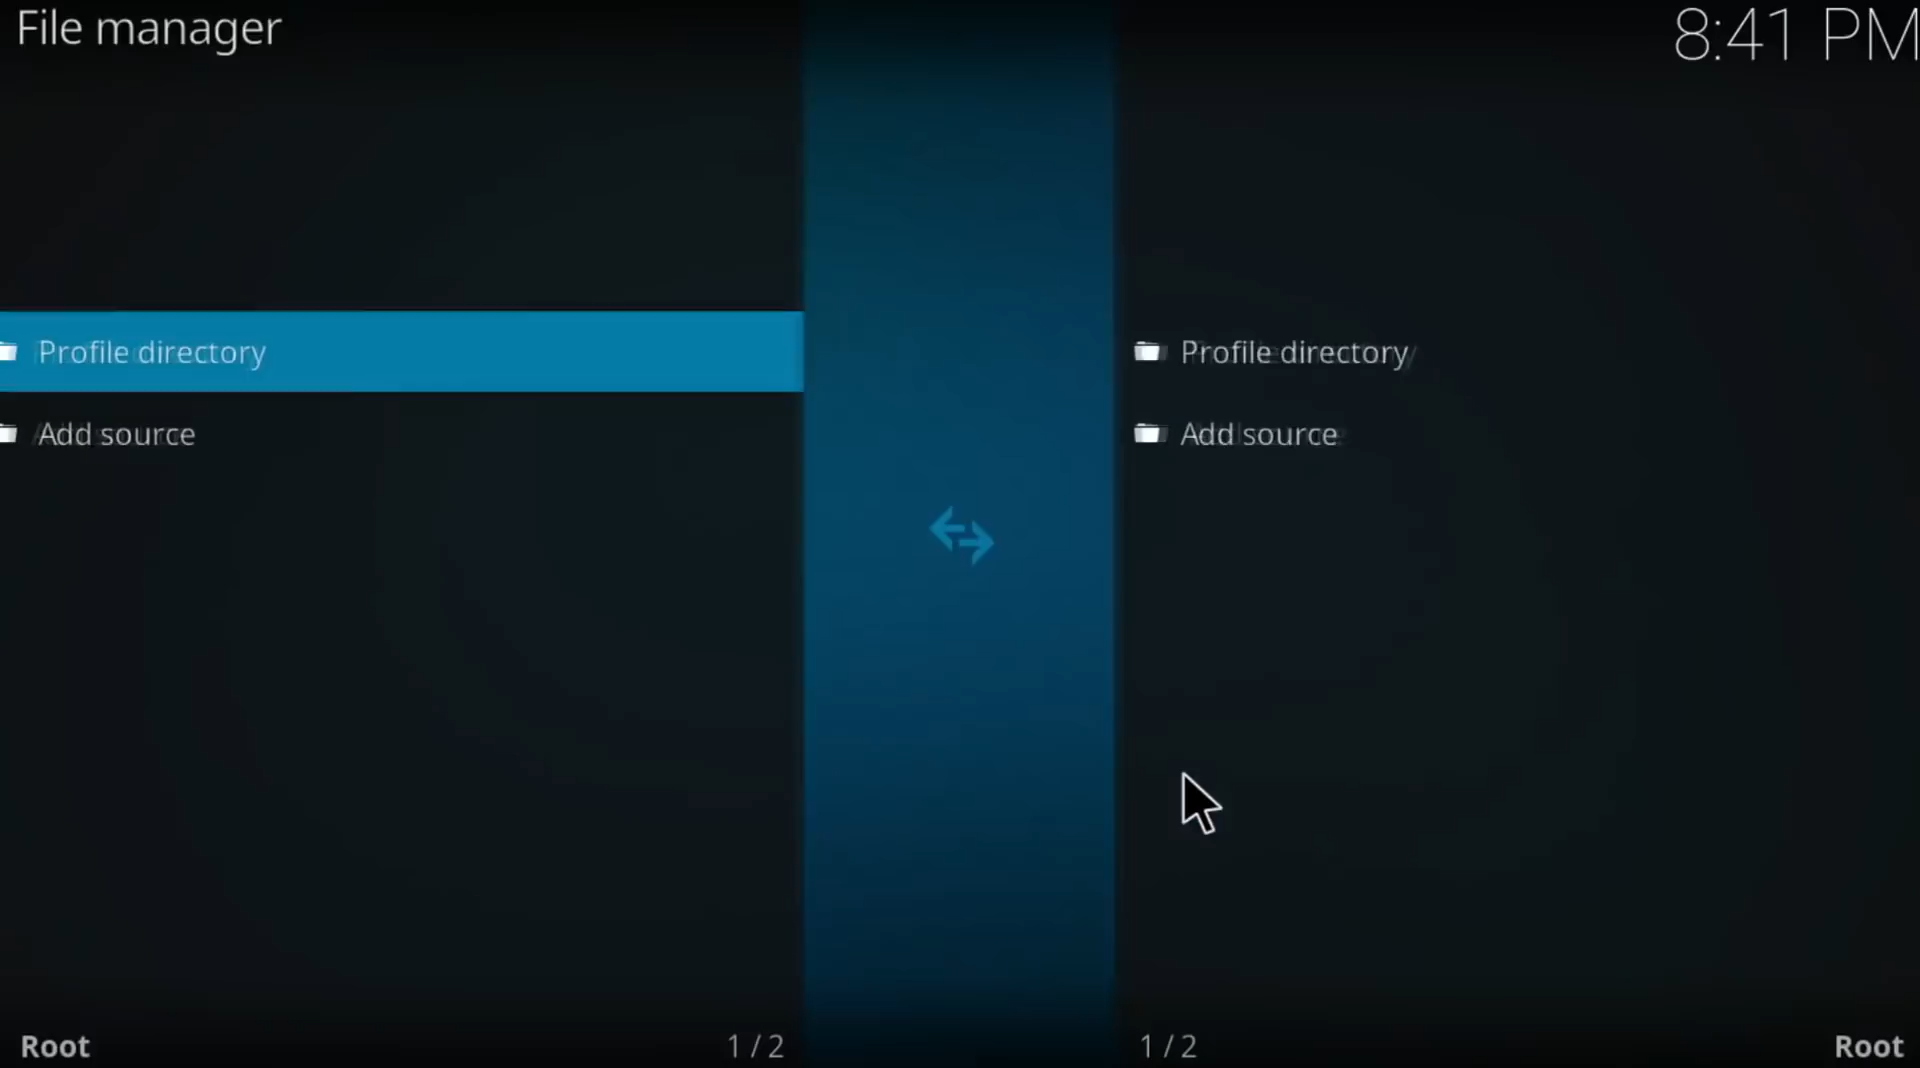 File manager
8:41 PM
Profile directory
Add source
Profile directory
Add source
Root
1 / 2
1 / 2
Root